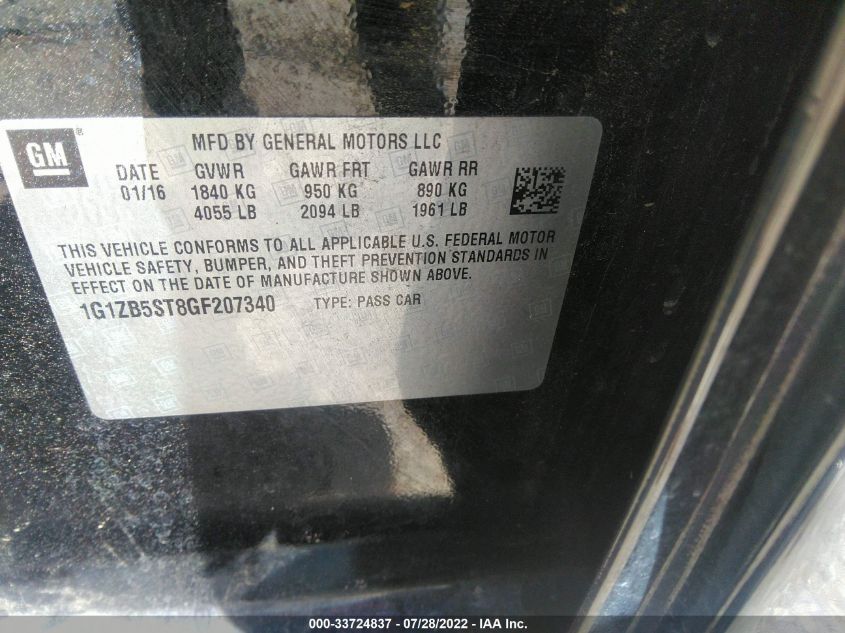 GM ®
MFD BY GENERAL MOTORS LLC
DATE GVWR GAWR FRT GAWR RR
01/16 1840 KG 950 KG 890 KG
4055 LB 2094 LB 1961 LB
THIS VEHICLE CONFORMS TO ALL APPLICABLE U.S. FEDERAL MOTOR
VEHICLE SAFETY, BUMPER, AND THEFT PREVENTION STANDARDS IN
EFFECT ON THE DATE OF MANUFACTURE SHOWN ABOVE.
1G1ZB5ST8GF207340 TYPE: PASS CAR
000-33724837 / 07/28/2022 - IAA Inc.